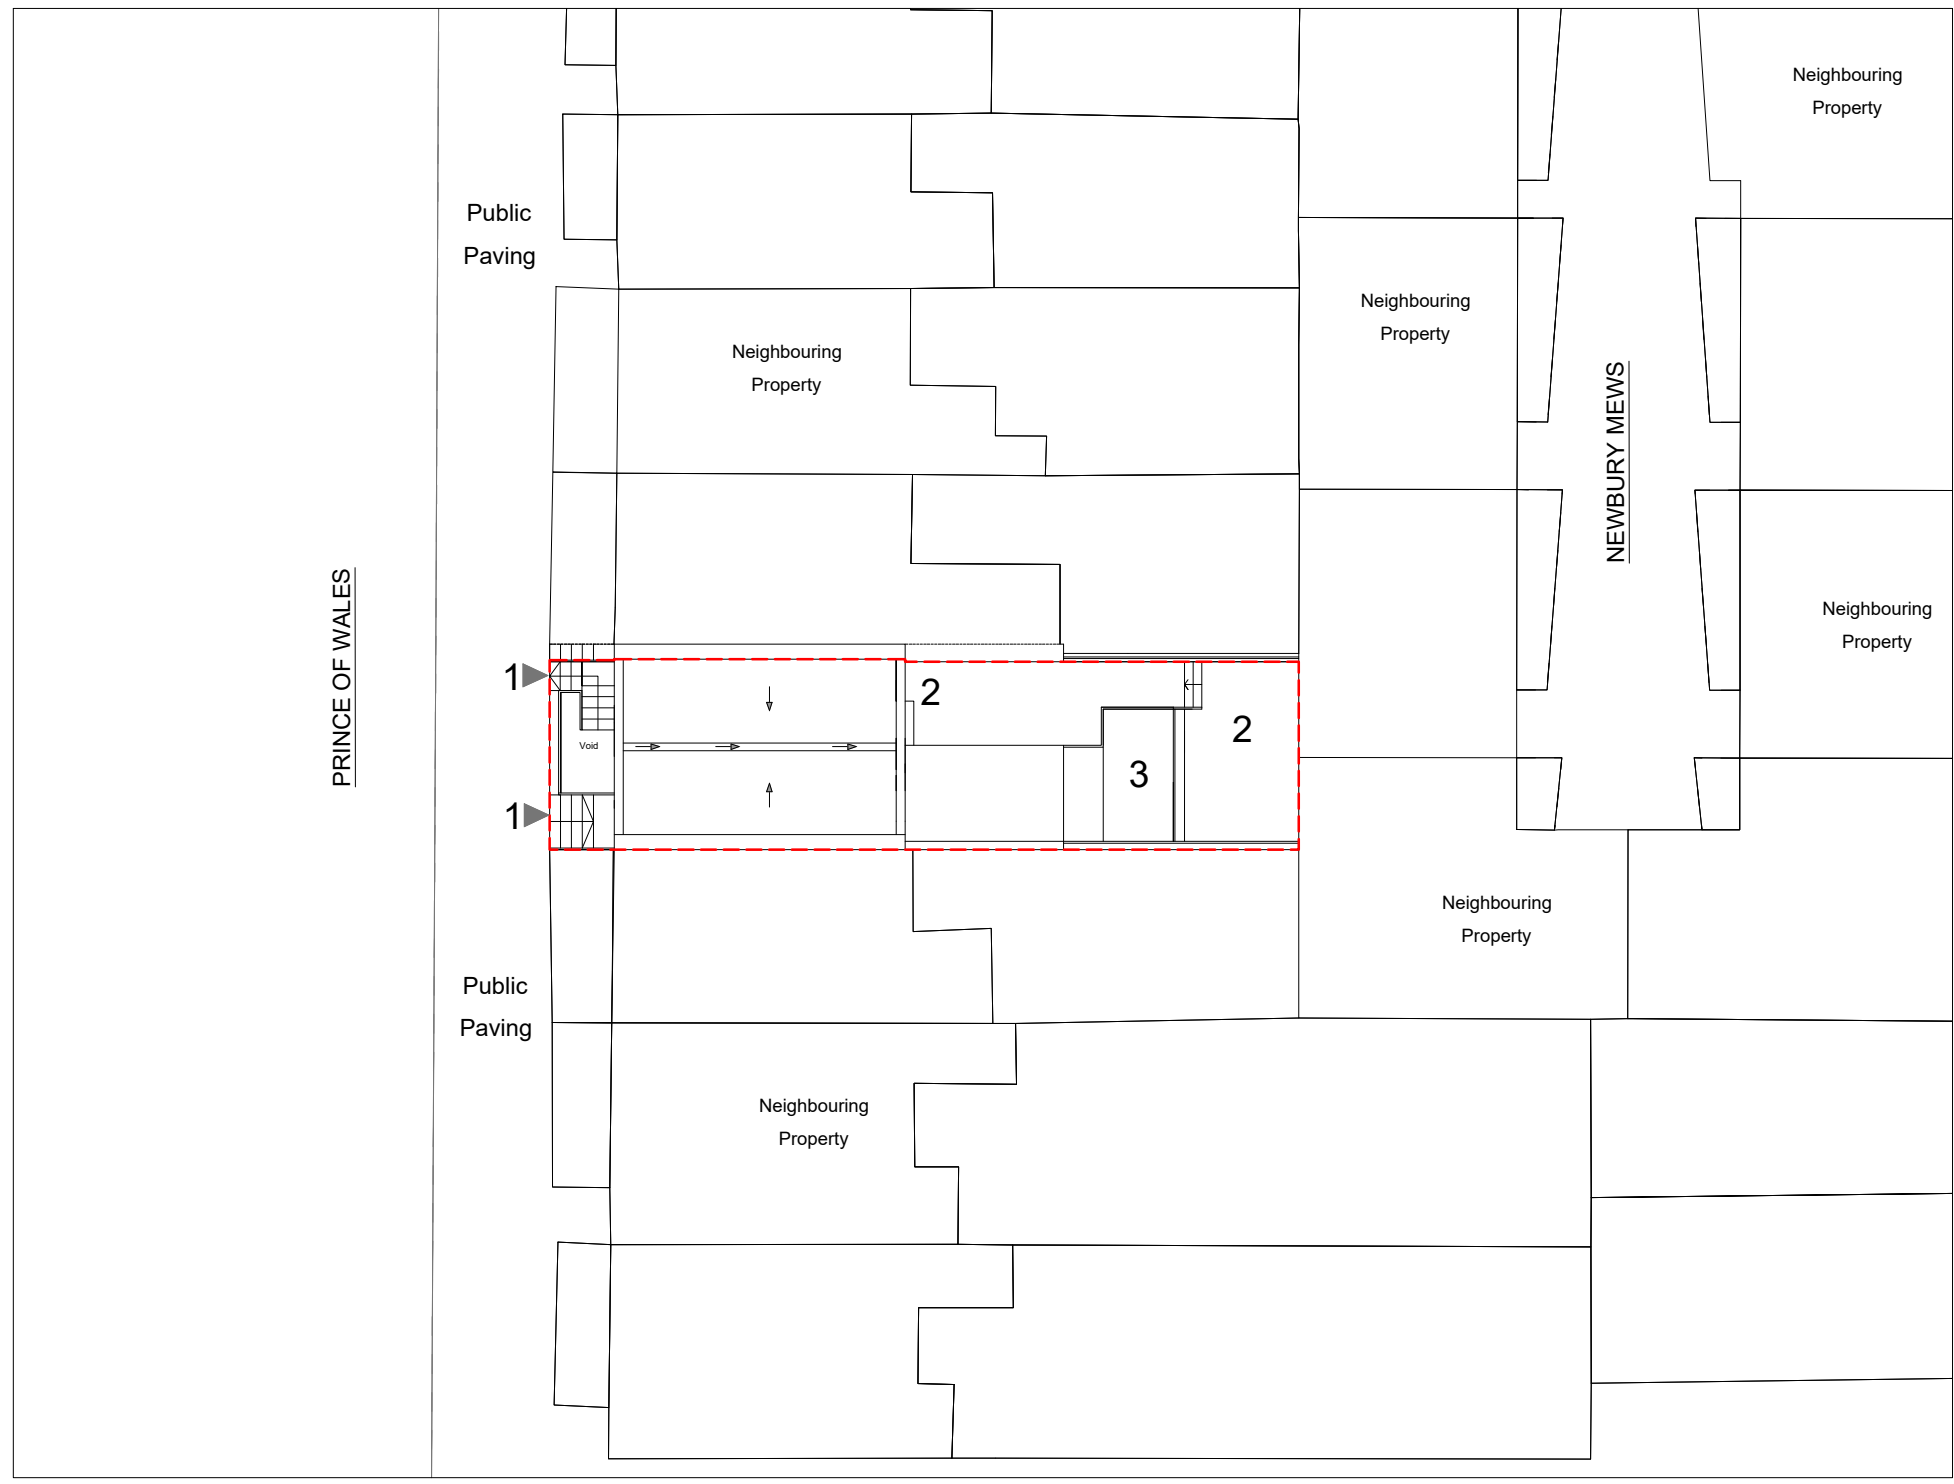 Neighbouring
Property
Public
Paving
Neighbouring
Property
Neighbouring
Property
NEWBURY MEWS
PRINCE OF WALES
Neighbouring
Property
1
2
2
Void
3
1
Neighbouring
Property
Public
Paving
Neighbouring
Property